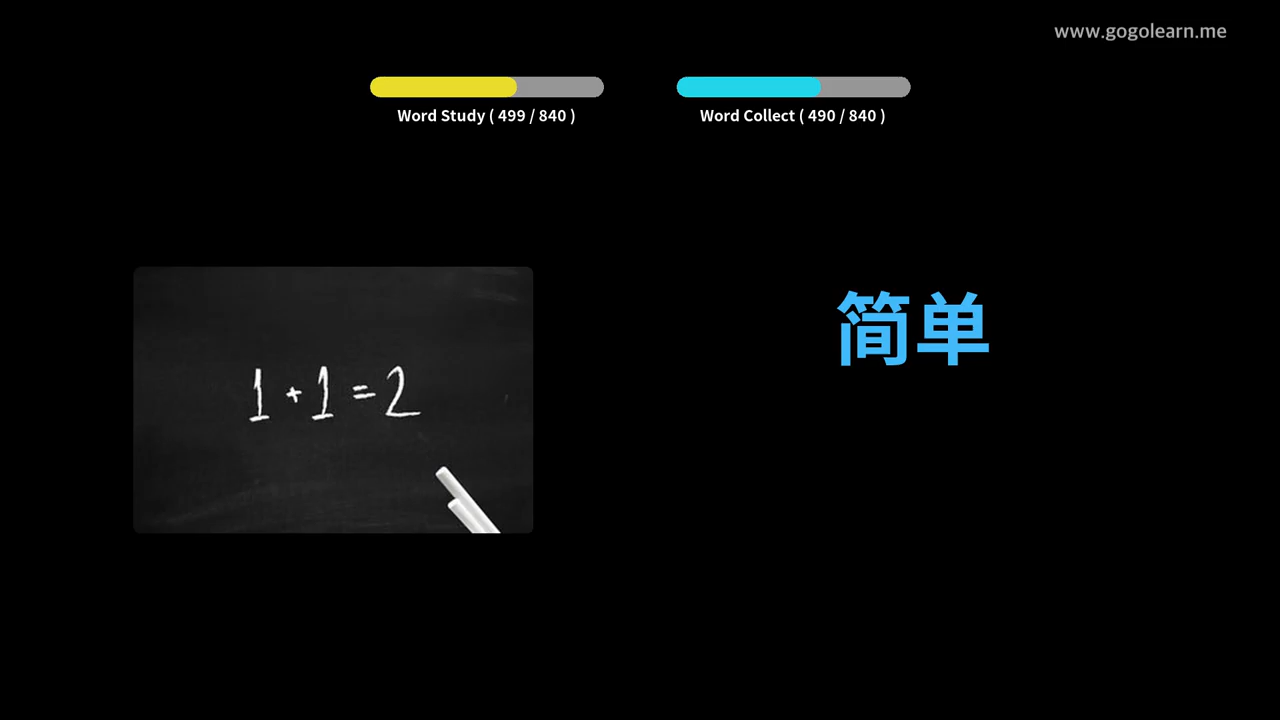 www.gogolearn.me
Word Study ( 499 / 840 )
Word Collect ( 490 / 840 )
1 + 1 = 2
简单